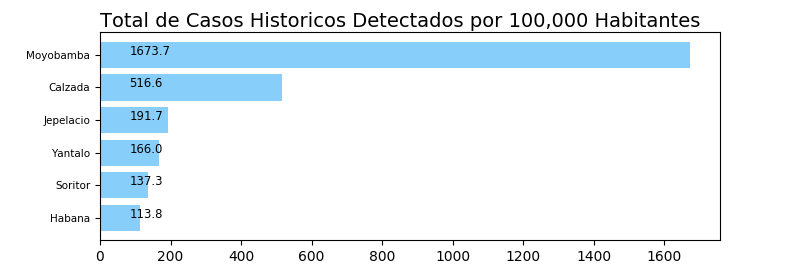 Total de Casos Historicos Detectados por 100,000 Habitantes
Moyobamba 1673.7
Calzada 516.6
Jepelacio 191.7
Yantalo 166.0
Soritor 137.3
Habana 113.8
0 200 400 600 800 1000 1200 1400 1600